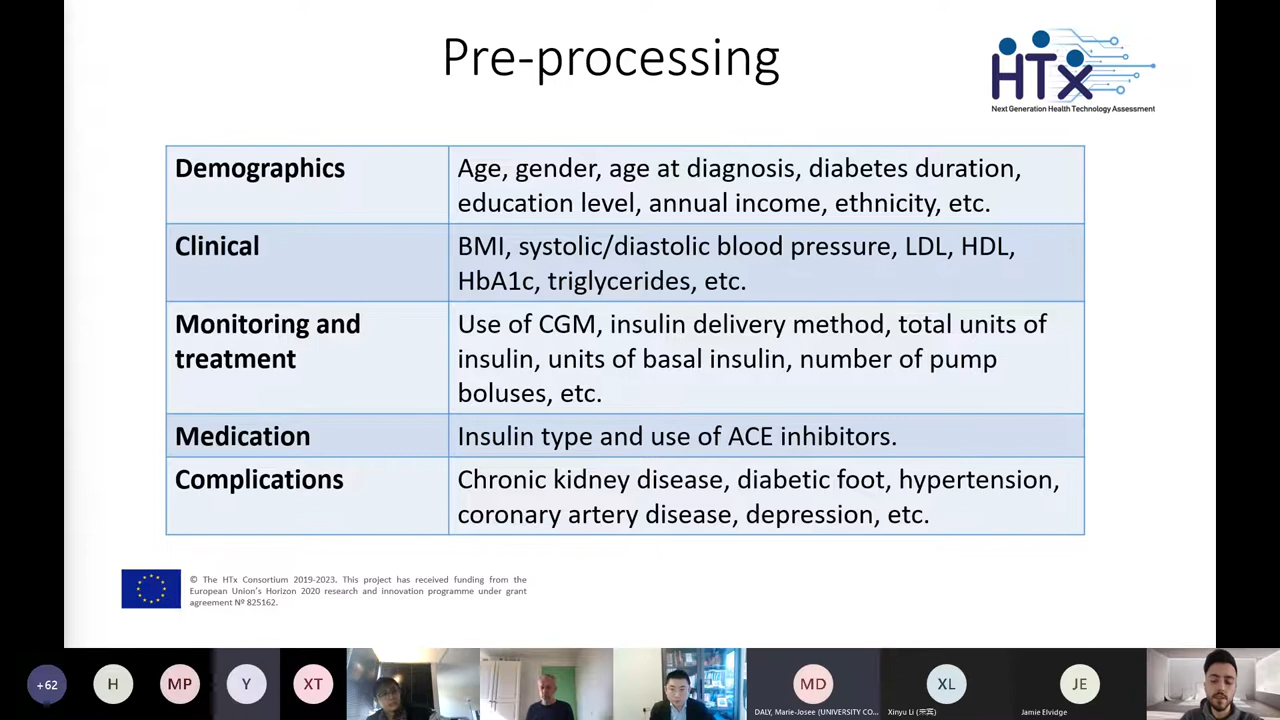 Pre-processing
HTx
Next Generation Health Technology Assessment
Demographics
Age, gender, age at diagnosis, diabetes duration,
education level, annual income, ethnicity, etc.
Clinical
BMI, systolic/diastolic blood pressure, LDL, HDL,
HbA1c, triglycerides, etc.
Monitoring and
treatment
Use of CGM, insulin delivery method, total units of
insulin, units of basal insulin, number of pump
boluses, etc.
Medication
Insulin type and use of ACE inhibitors.
Complications
Chronic kidney disease, diabetic foot, hypertension,
coronary artery disease, depression, etc.
© The HTx Consortium 2019-2023. This project has received funding from the
European Union's Horizon 2020 research and innovation programme under grant
agreement Nº 825162.
+62
H
MP
Y
XT
MD
DALY, Marie-Josee (UNIVERSITY CO...
XL
Xinyu Li (宋宾)
JE
Jamie Elvidge